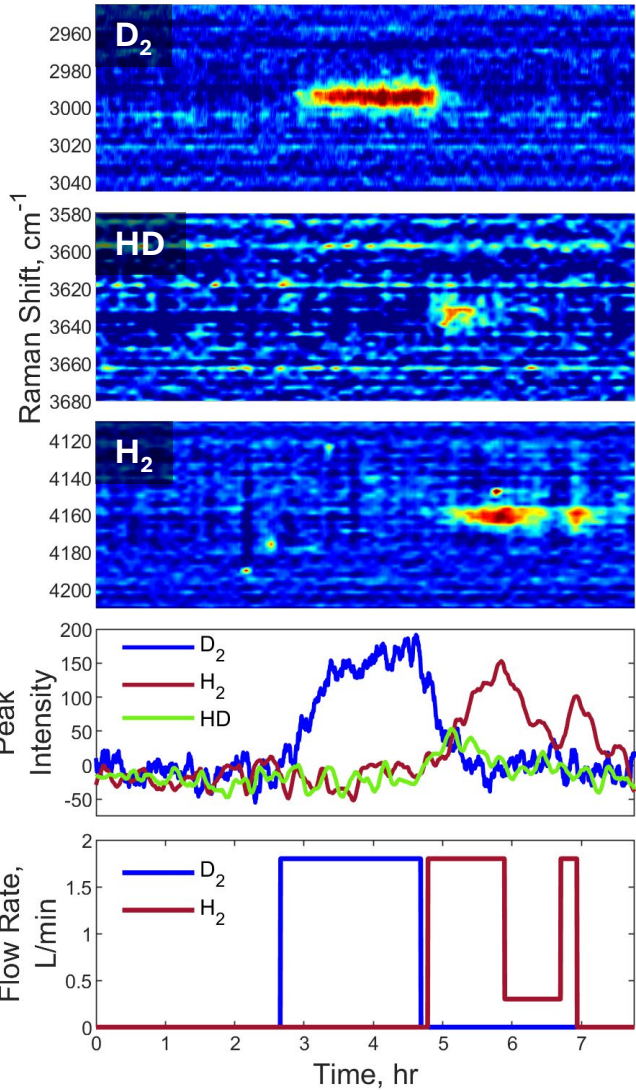 D2
2960
2980
3000
3020
3040
HD
3580
3600
3620
3640
3660
3680
Raman Shift, cm-1
H2
4120
4140
4160
4180
4200
Peak
Intensity
200
150
100
50
0
-50
D2
H2
HD
Flow Rate,
L/min
2
1.5
1
0.5
0
D2
H2
0 1 2 3 4 5 6 7
Time, hr